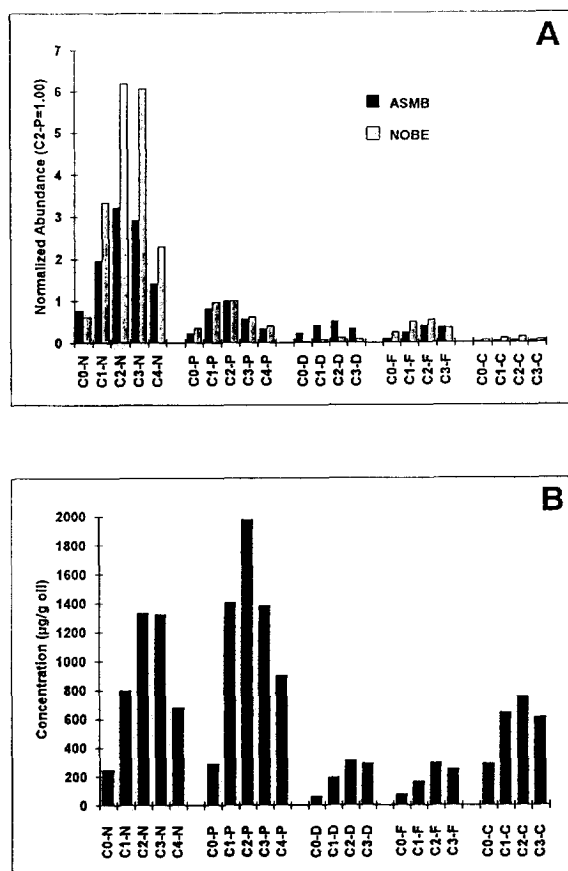 A
Normalized Abundance (C2-P=1.00)
7
6
5
4
3
2
1
0
ASMB
NOBE
C0-N
C1-N
C2-N
C3-N
C4-N
C0-P
C1-P
C2-P
C3-P
C4-P
C0-D
C1-D
C2-D
C3-D
C0-F
C1-F
C2-F
C3-F
C0-C
C1-C
C2-C
C3-C
B
Concentration (µg/g oil)
2000
1800
1600
1400
1200
1000
800
600
400
200
0
C0-N
C1-N
C2-N
C3-N
C4-N
C0-P
C1-P
C2-P
C3-P
C4-P
C0-D
C1-D
C2-D
C3-D
C0-F
C1-F
C2-F
C3-F
C0-C
C1-C
C2-C
C3-C